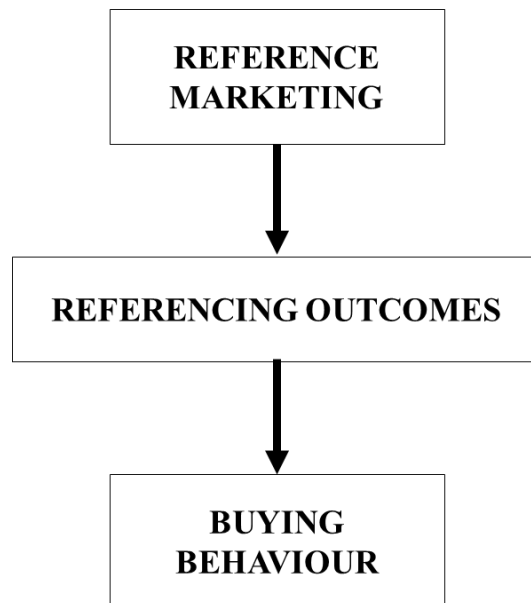 REFERENCE
MARKETING
REFERENCING OUTCOMES
BUYING
BEHAVIOUR